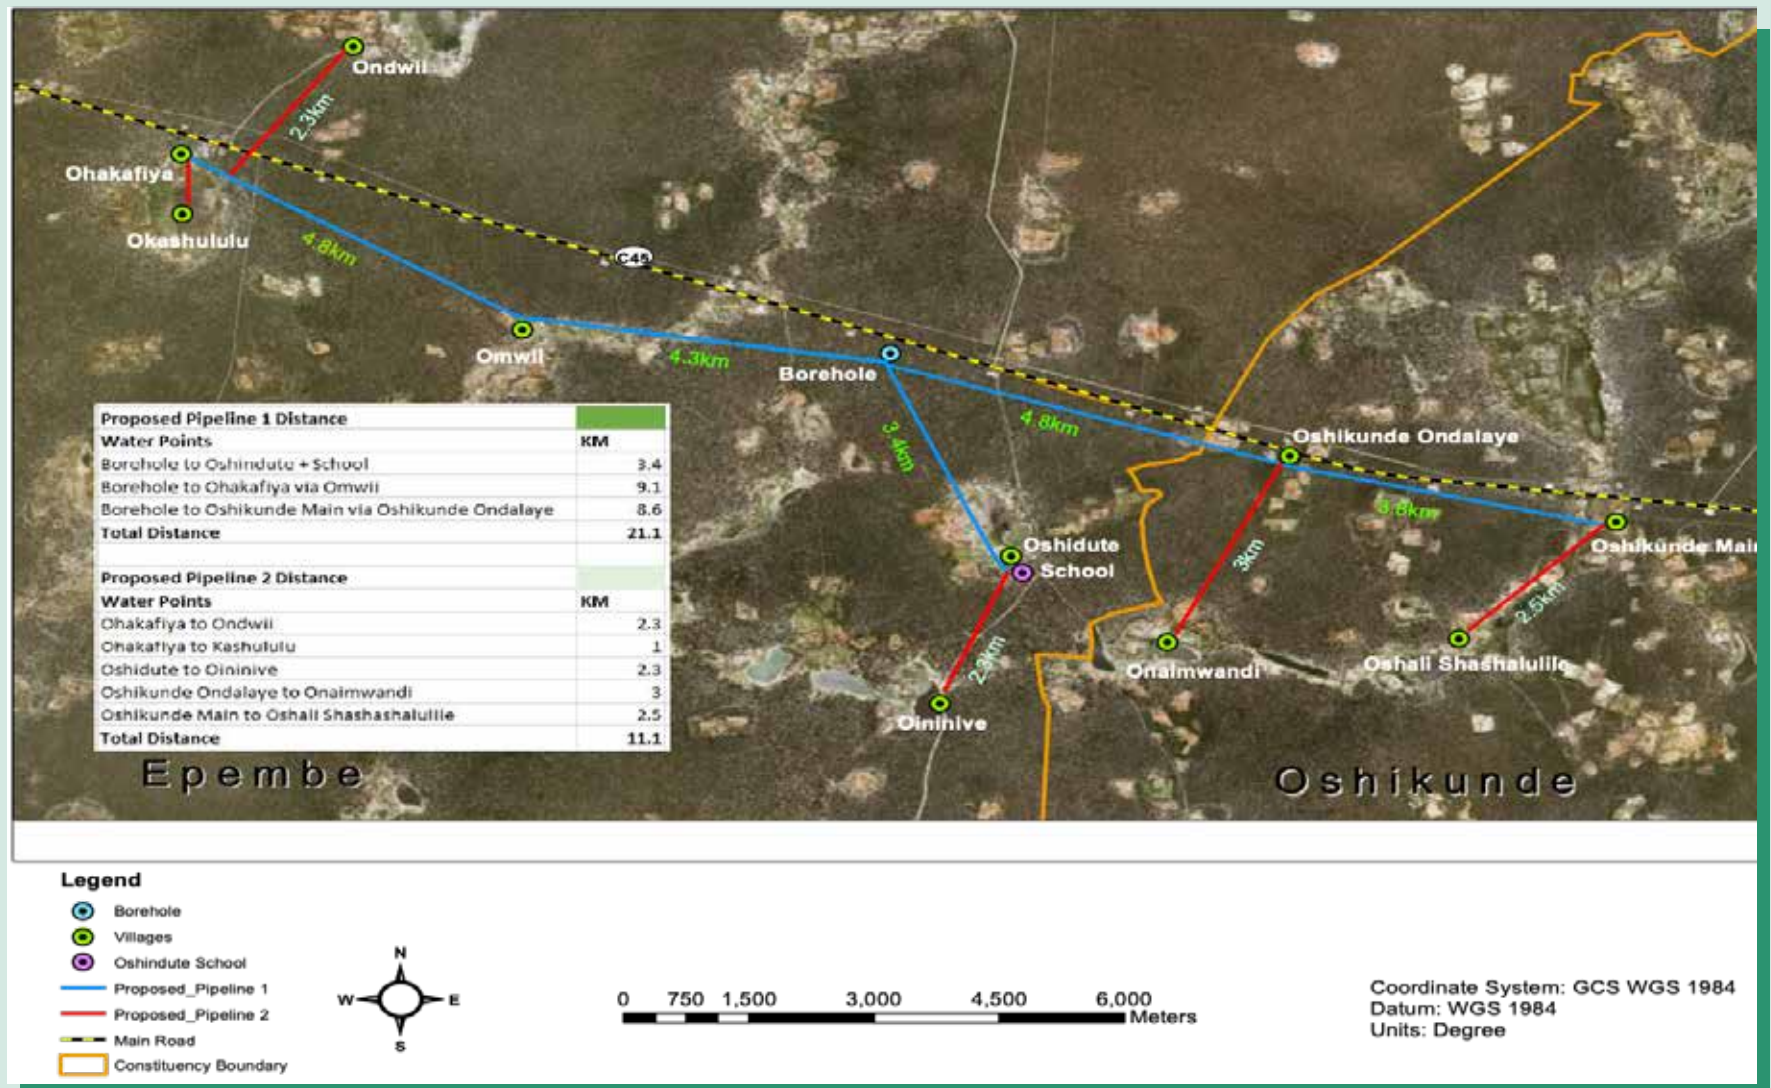 Ondwii
2.3km
Ohakafiya
Okashululu
4.8km
C45
Omwii
4.3km
Borehole
4.8km
3.4km
Oshikunde Ondalaye
3.8km
Oshikunde Main
Oshidute
School
3km
2.5km
2.3km
Onaimwandi
Oshali Shashalulile
Oininive
Proposed Pipeline 1 Distance
Water Points KM
Borehole to Oshindute + School 3.4
Borehole to Ohakafiya via Omwii 9.1
Borehole to Oshikunde Main via Oshikunde Ondalaye 8.6
Total Distance 21.1
Proposed Pipeline 2 Distance
Water Points KM
Ohakafiya to Ondwii 2.3
Ohakafiya to Kashululu 1
Oshidute to Oininive 2.3
Oshikunde Ondalaye to Onaimwandi 3
Oshikunde Main to Oshali Shashashalulile 2.5
Total Distance 11.1
Epembe
Oshikunde
Legend
Borehole
Villages
Oshindute School
Proposed_Pipeline 1
Proposed_Pipeline 2
Main Road
Constituency Boundary
N
W E
S
0 750 1,500 3,000 4,500 6,000
Meters
Coordinate System: GCS WGS 1984
Datum: WGS 1984
Units: Degree